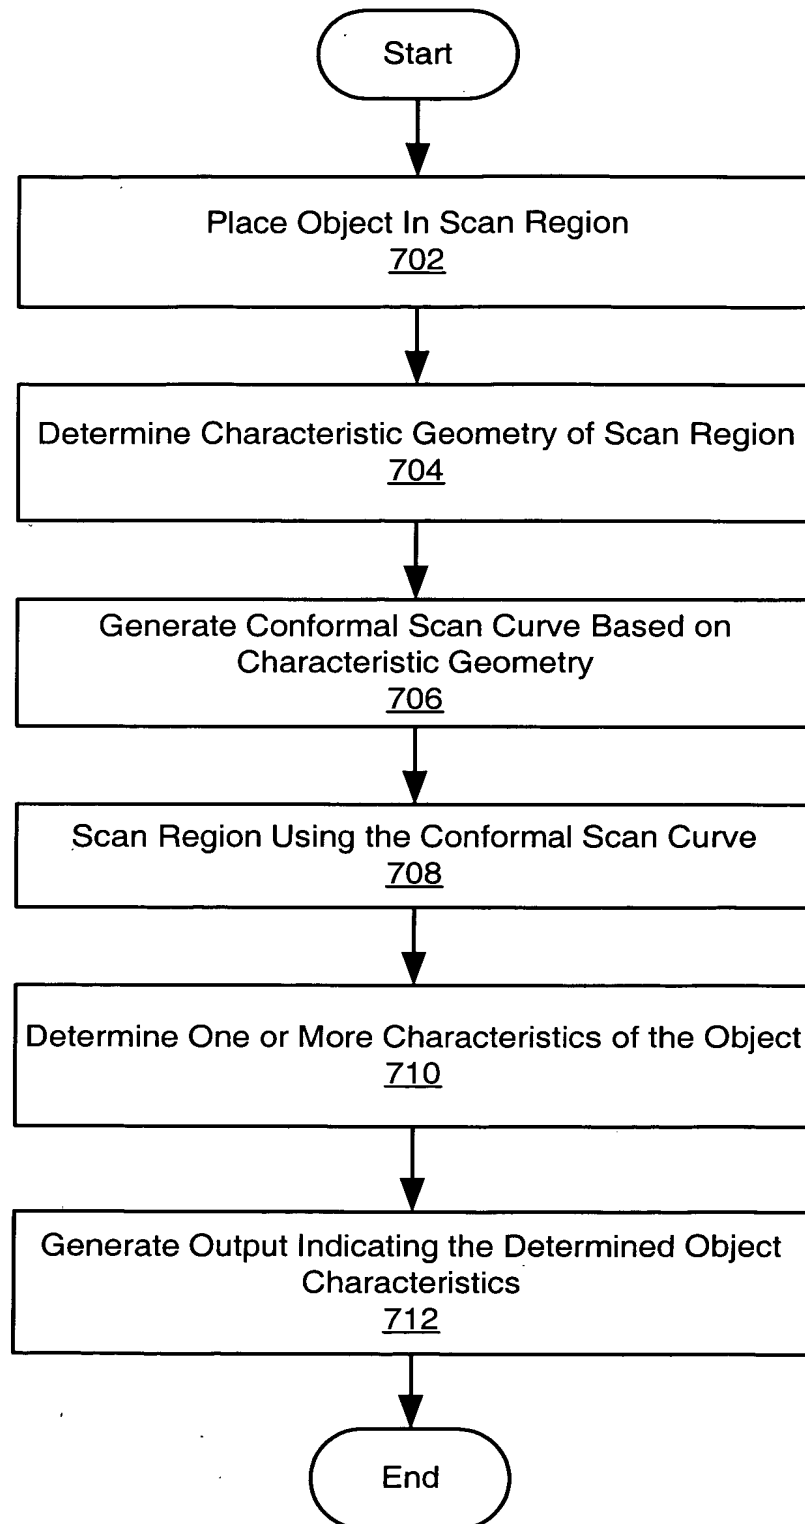 Start
Place Object In Scan Region
702
Determine Characteristic Geometry of Scan Region
704
Generate Conformal Scan Curve Based on
Characteristic Geometry
706
Scan Region Using the Conformal Scan Curve
708
Determine One or More Characteristics of the Object
710
Generate Output Indicating the Determined Object
Characteristics
712
End